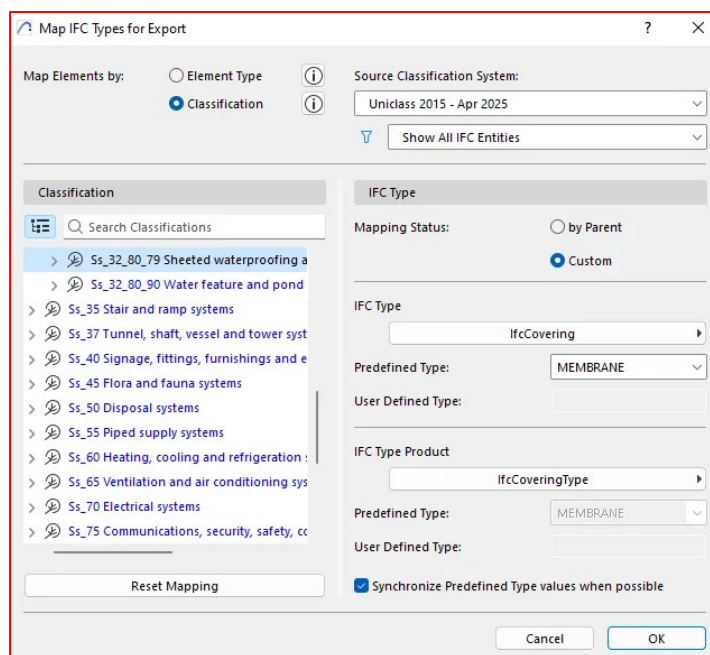 Map IFC Types for Export
?
Map Elements by:
Element Type
Classification
Source Classification System:
Uniclass 2015 - Apr 2025
Show All IFC Entities
Classification
Search Classifications
Ss_32_80_79 Sheeted waterproofing a
Ss_32_80_90 Water feature and pond
Ss_35 Stair and ramp systems
Ss_37 Tunnel, shaft, vessel and tower syst
Ss_40 Signage, fittings, furnishings and e
Ss_45 Flora and fauna systems
Ss_50 Disposal systems
Ss_55 Piped supply systems
Ss_60 Heating, cooling and refrigeration
Ss_65 Ventilation and air conditioning sys
Ss_70 Electrical systems
Ss_75 Communications, security, safety, co
Reset Mapping
IFC Type
Mapping Status:
by Parent
Custom
IFC Type
IfcCovering
Predefined Type:
MEMBRANE
User Defined Type:
IFC Type Product
IfcCoveringType
Predefined Type:
MEMBRANE
User Defined Type:
Synchronize Predefined Type values when possible
Cancel
OK